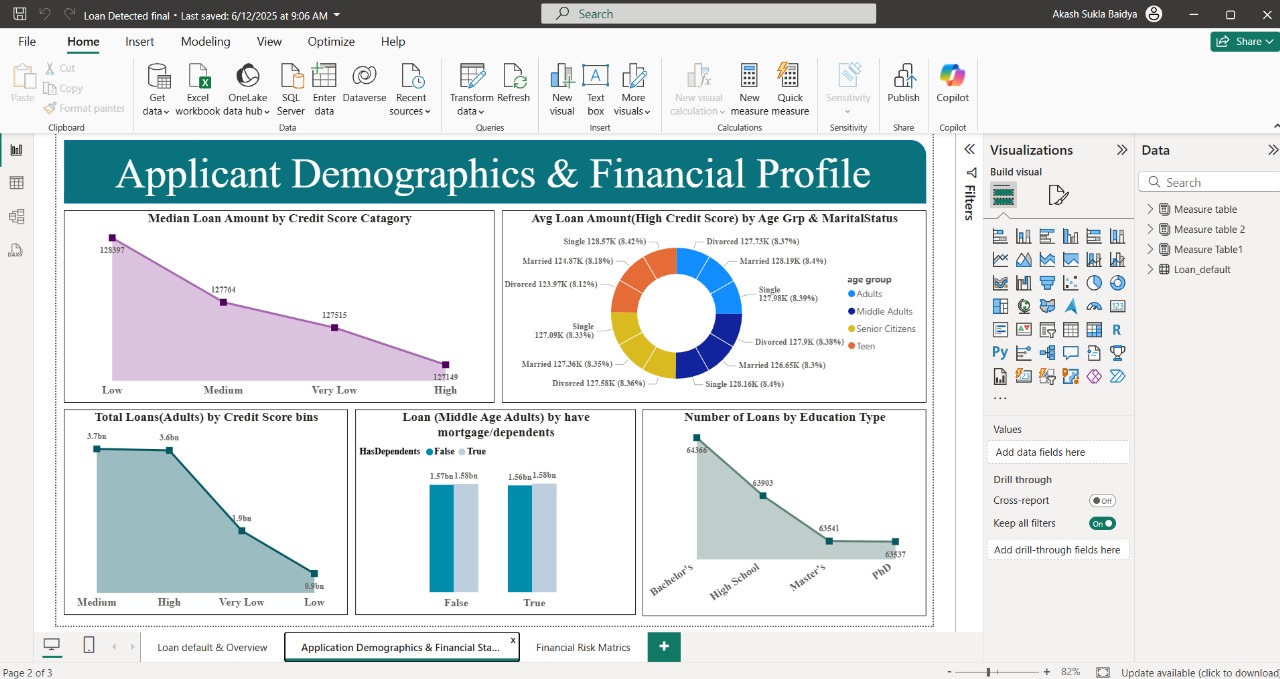 Loan Detected final • Last saved: 6/12/2025 at 9:06 AM
Search
Akash Sukla Baidya
File Home Insert Modeling View Optimize Help
Share
Paste
Cut
Copy
Format painter
Clipboard
Get data
Excel workbook
OneLake data hub
SQL Server
Enter data
Dataverse
Recent sources
Data
Transform data
Refresh
Queries
New visual
Text box
More visuals
Insert
New visual calculation
New measure
Quick measure
Calculations
Sensitivity
Sensitivity
Publish
Share
Copilot
Copilot
Applicant Demographics & Financial Profile
Median Loan Amount by Credit Score Catagory
128397
127764
127515
127149
Low Medium Very Low High
Avg Loan Amount(High Credit Score) by Age Grp & MaritalStatus
Single 128.57K (8.42%)
Divorced 127.73K (8.37%)
Married 124.87K (8.18%)
Married 128.19K (8.4%)
Divorced 123.97K (8.12%)
Single
127.98K (8.39%)
Single
127.09K (8.33%)
Divorced 127.9K (8.38%)
Married 127.36K (8.35%)
Married 126.65K (8.3%)
Divorced 127.58K (8.36%)
Single 128.16K (8.4%)
age group
Adults
Middle Adults
Senior Citizens
Teen
Total Loans(Adults) by Credit Score bins
3.7bn
3.6bn
1.9bn
0.9bn
Medium High Very Low Low
Loan (Middle Age Adults) by have
mortgage/dependents
HasDependents False True
1.57bn 1.58bn 1.56bn 1.58bn
False True
Number of Loans by Education Type
64366
63903
63541
63537
Bachelor's High School Master's PhD
Filters
Visualizations
Build visual
123
R
Py
123
...
Values
Add data fields here
Drill through
Cross-report Off
Keep all filters On
Add drill-through fields here
Data
Search
Measure table
Measure table 2
Measure Table1
Loan_default
DAX
Loan default & Overview
Application Demographics & Financial Sta... x
Financial Risk Matrics
+
Page 2 of 3
- + 82%
Update available (click to download